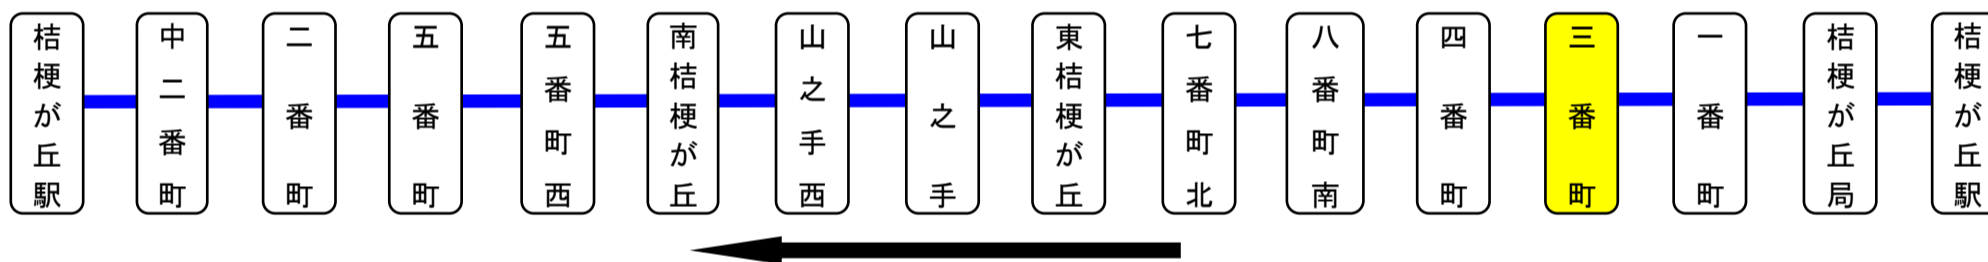 桔梗が丘駅
中二番町
二番町
五番町
五番町西
南桔梗が丘
山之手西
山之手
東桔梗が丘
七番町北
八番町南
四番町
三番町
一番町
桔梗が丘局
桔梗が丘駅